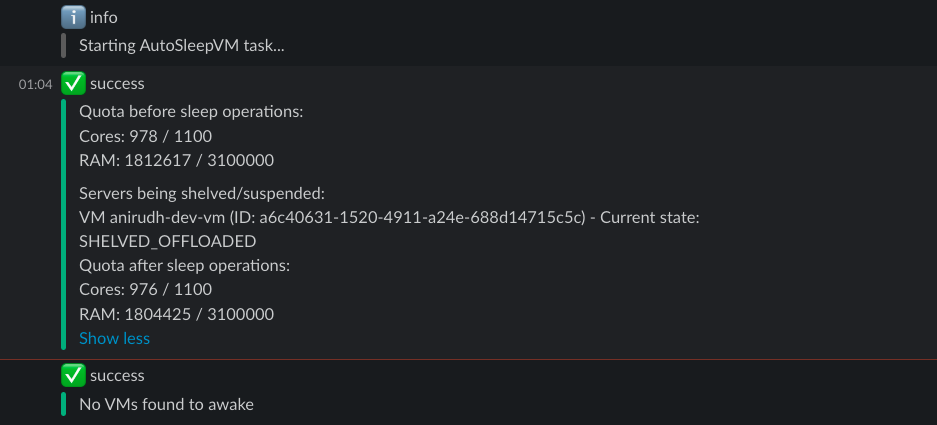 info
Starting AutoSleepVM task...
01:04 success
Quota before sleep operations:
Cores: 978 / 1100
RAM: 1812617 / 3100000
Servers being shelved/suspended:
VM anirudh-dev-vm (ID: a6c40631-1520-4911-a24e-688d14715c5c) - Current state:
SHELVED_OFFLOADED
Quota after sleep operations:
Cores: 976 / 1100
RAM: 1804425 / 3100000
Show less
success
No VMs found to awake